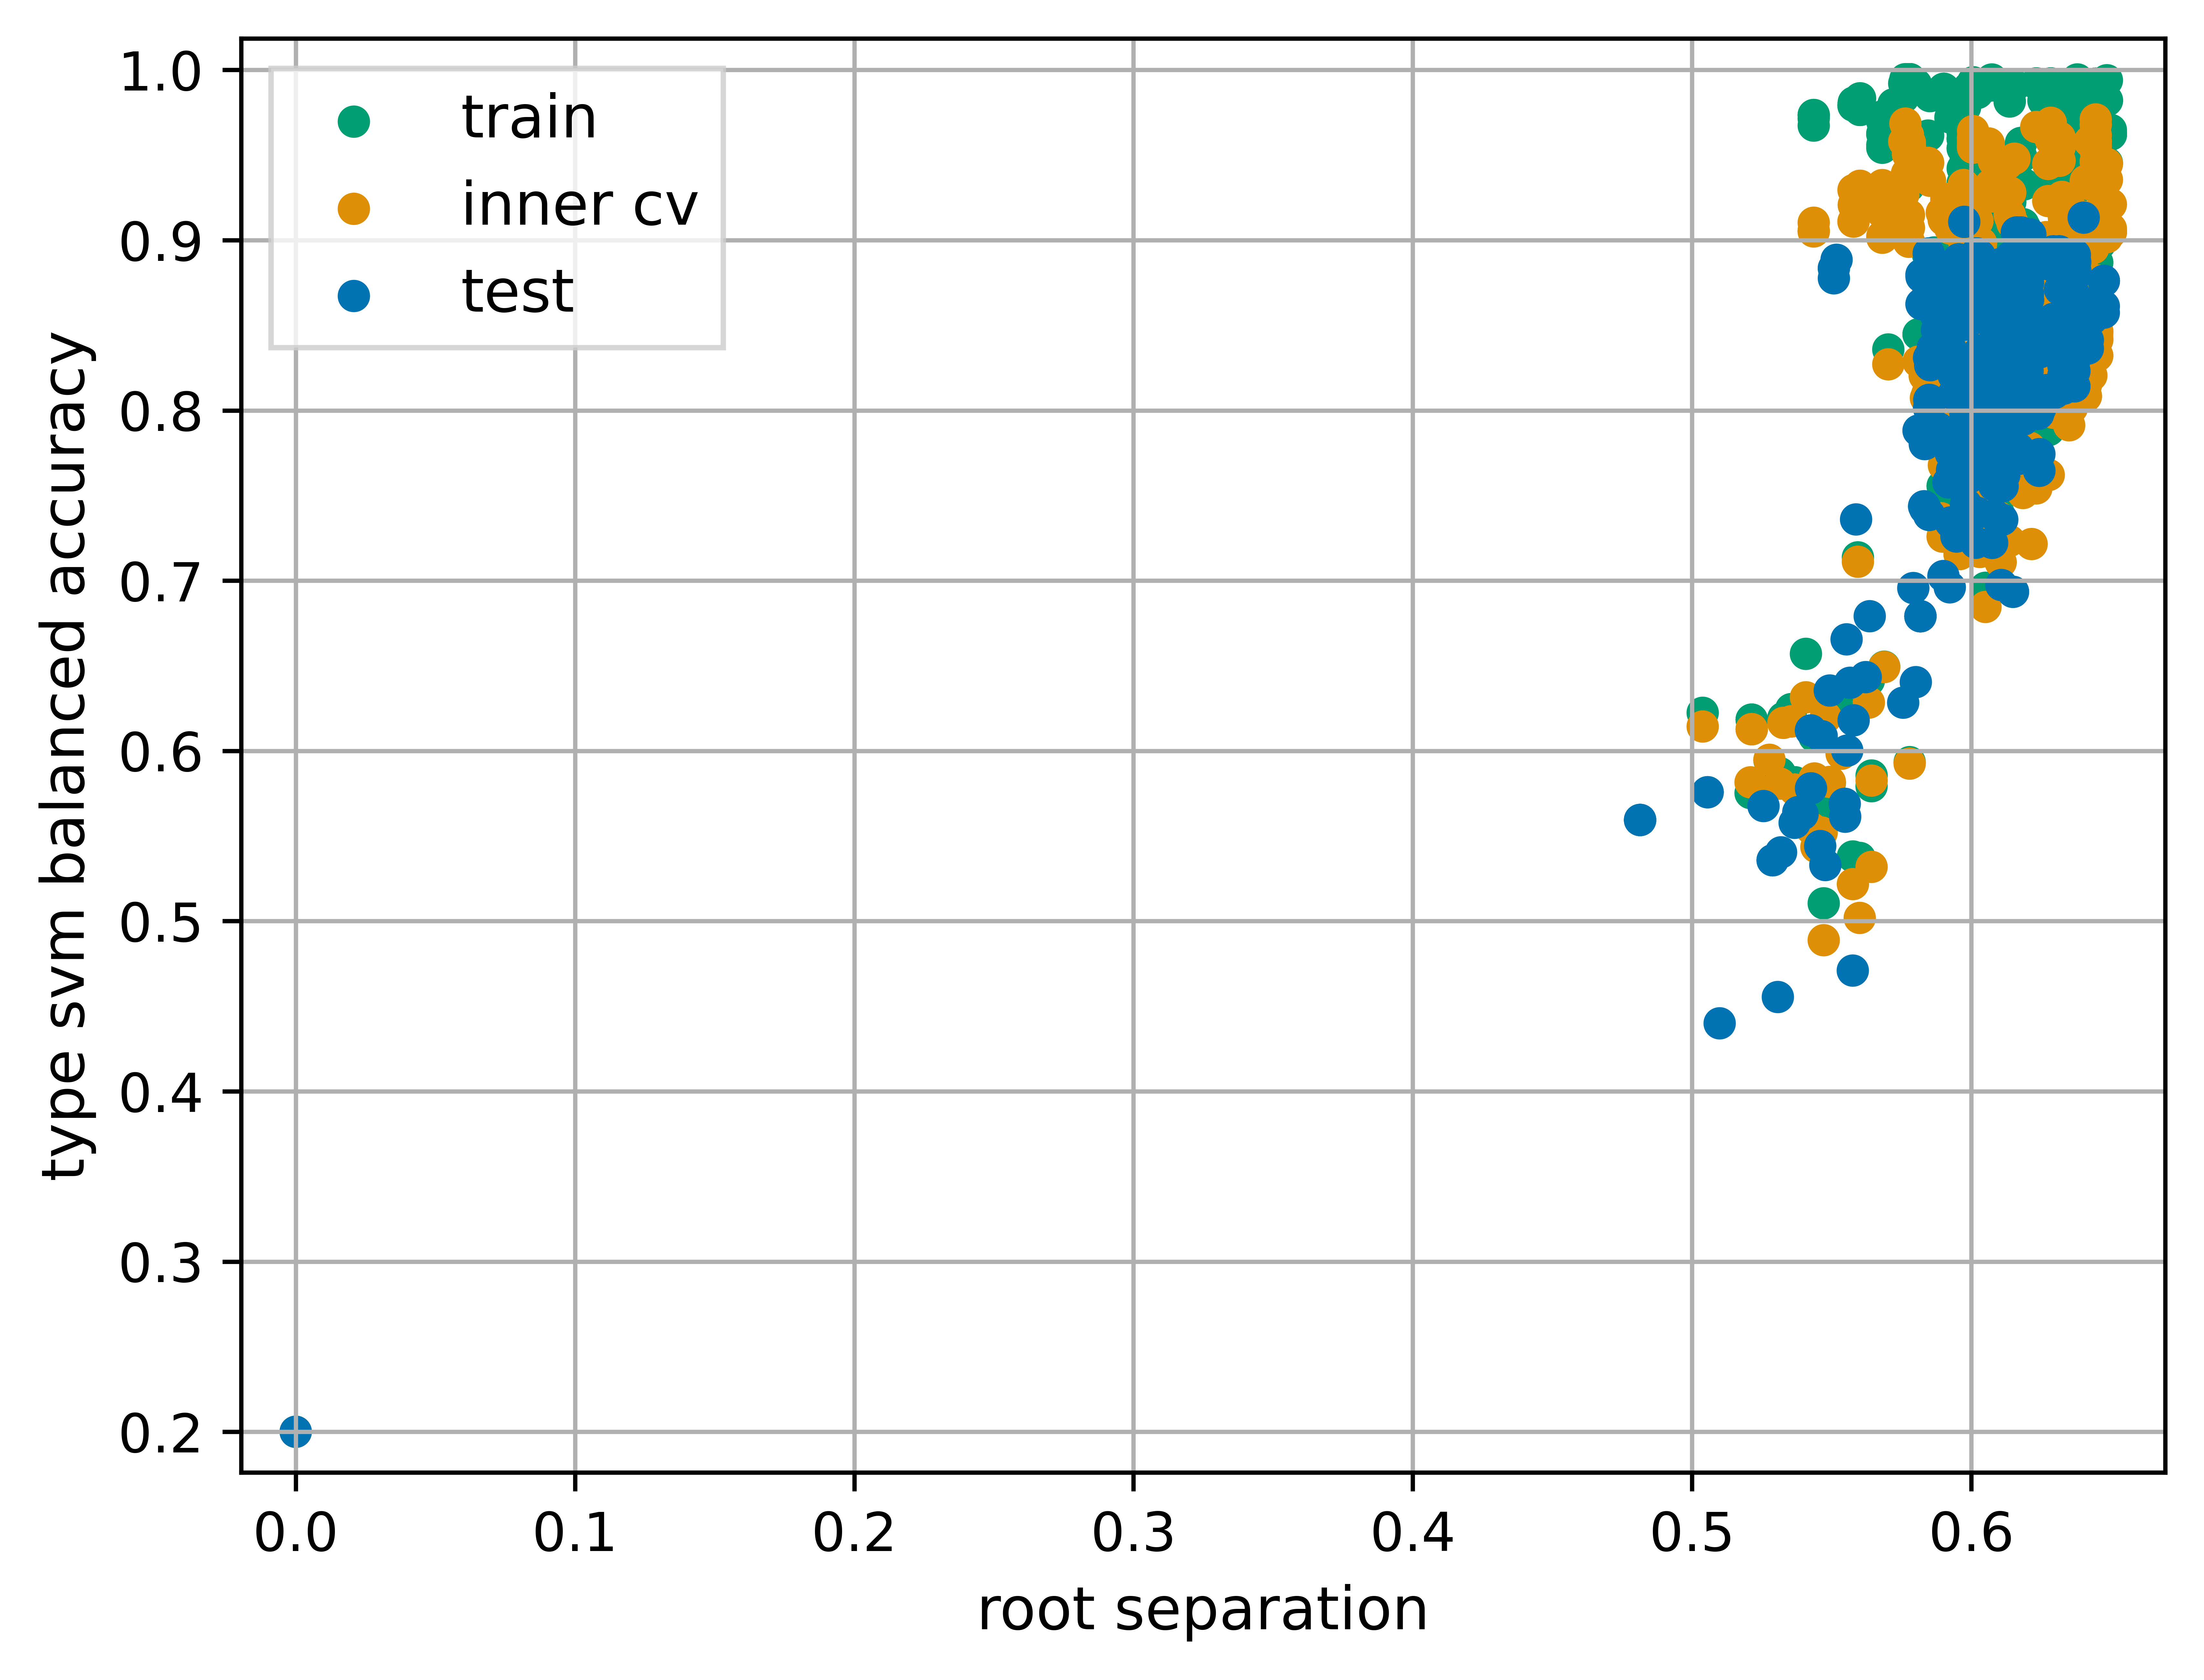 train
inner cv
test
type svm balanced accuracy
1.0
0.9
0.8
0.7
0.6
0.5
0.4
0.3
0.2
0.0 0.1 0.2 0.3 0.4 0.5 0.6
root separation